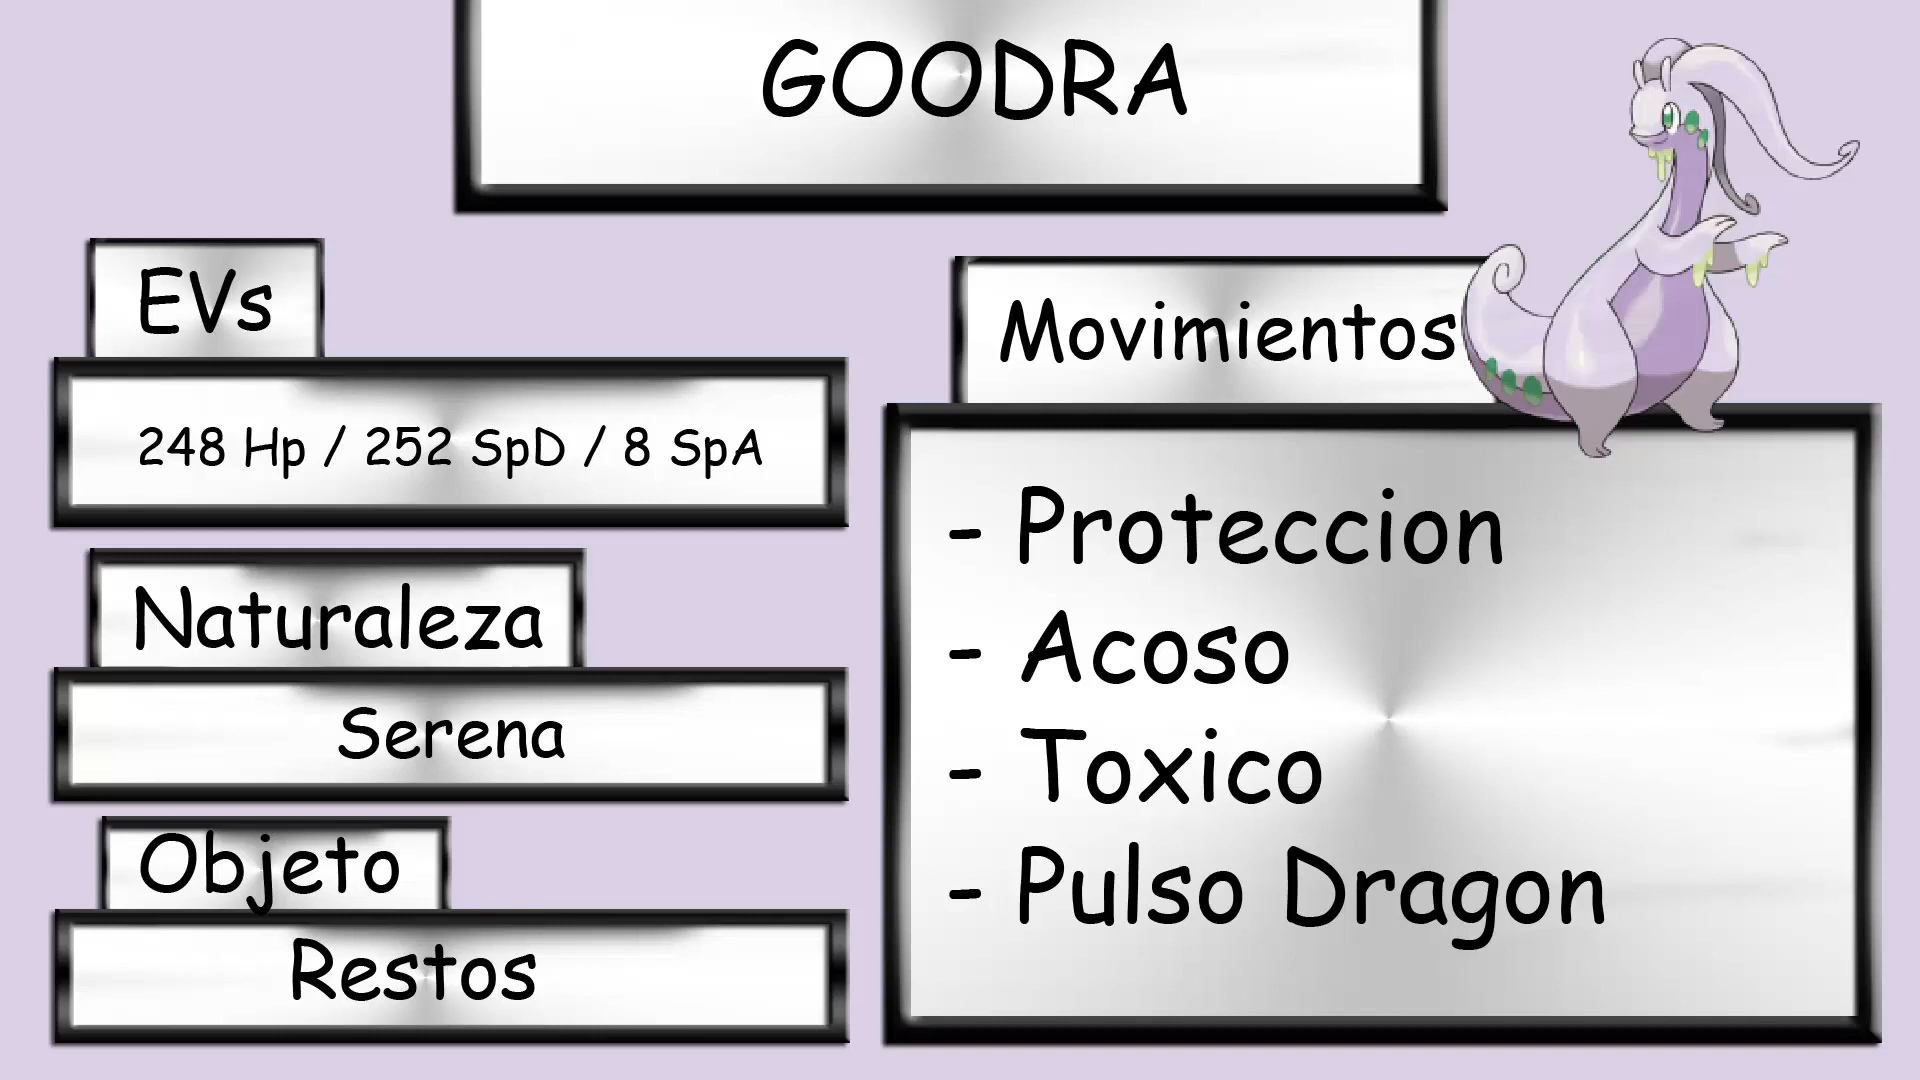 GOODRA
EVs
248 Hp / 252 SpD / 8 SpA
Naturaleza
Serena
Objeto
Restos
Movimientos
- Proteccion
- Acoso
- Toxico
- Pulso Dragon